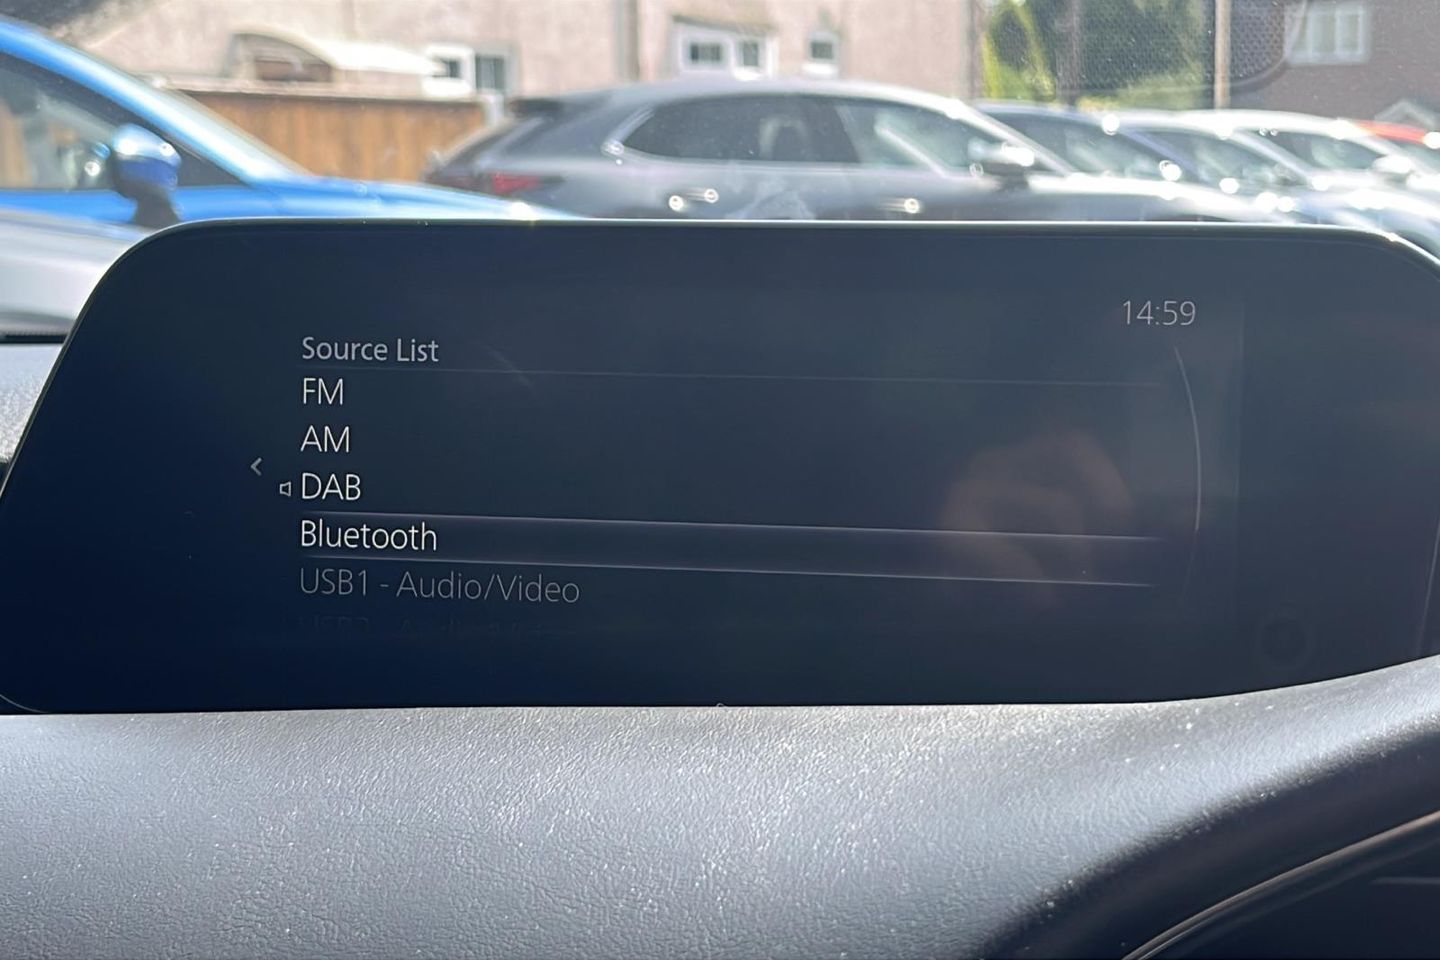 14:59
Source List
FM
AM
DAB
Bluetooth
USB1 - Audio/Video